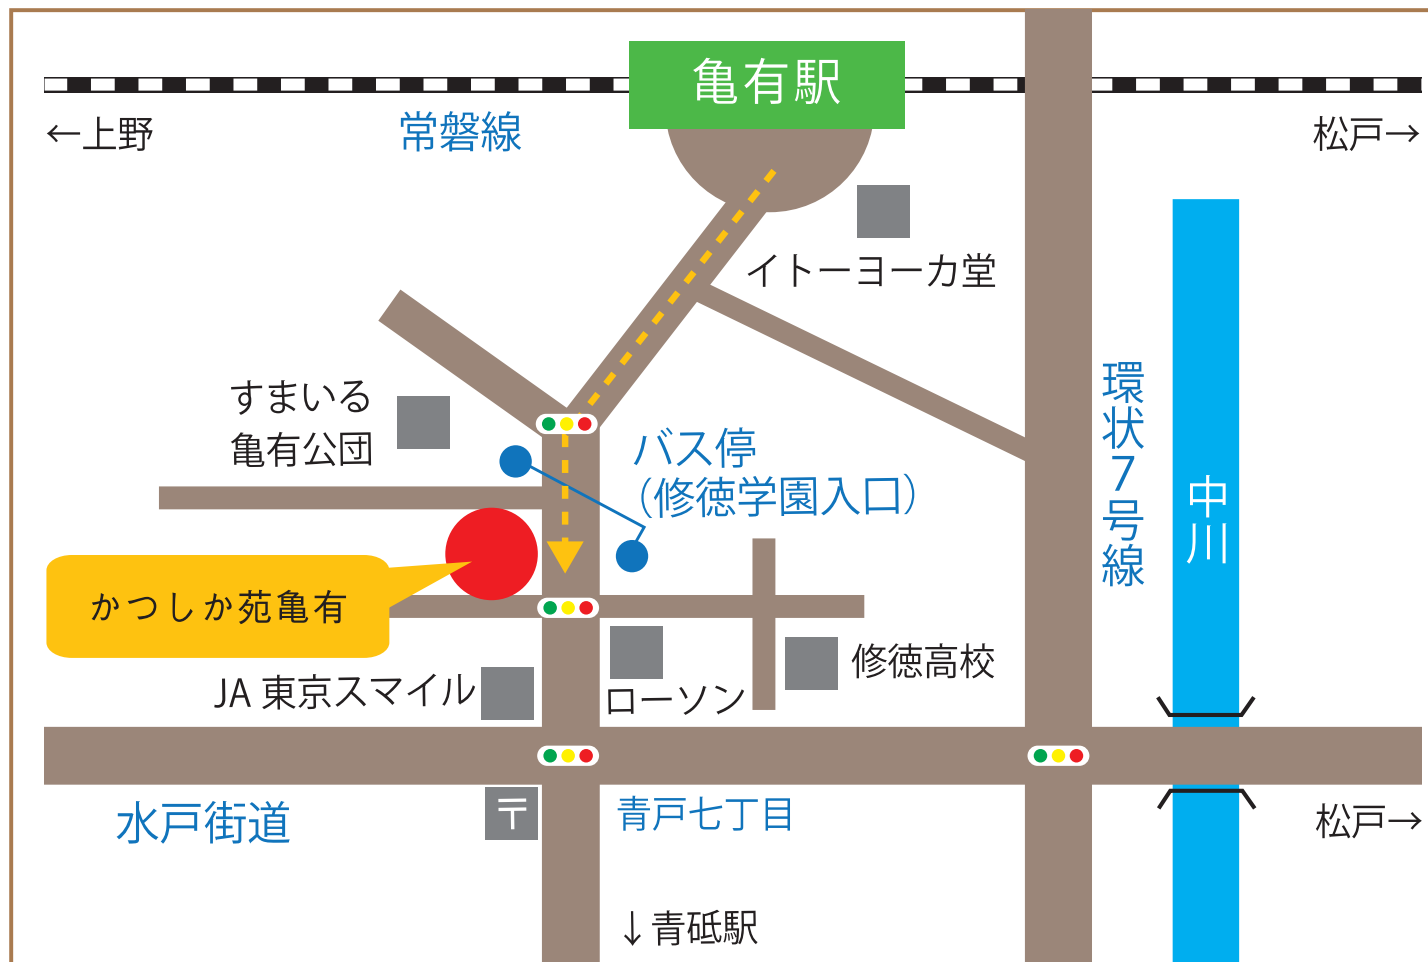 亀有駅
←上野
常磐線
松戸→
イトーヨーカ堂
すまいる
亀有公団
バス停
（修徳学園入口）
環状7号線
中川
かつしか苑亀有
修徳高校
JA 東京スマイル
ローソン
水戸街道
〒
青戸七丁目
松戸→
↓青砥駅